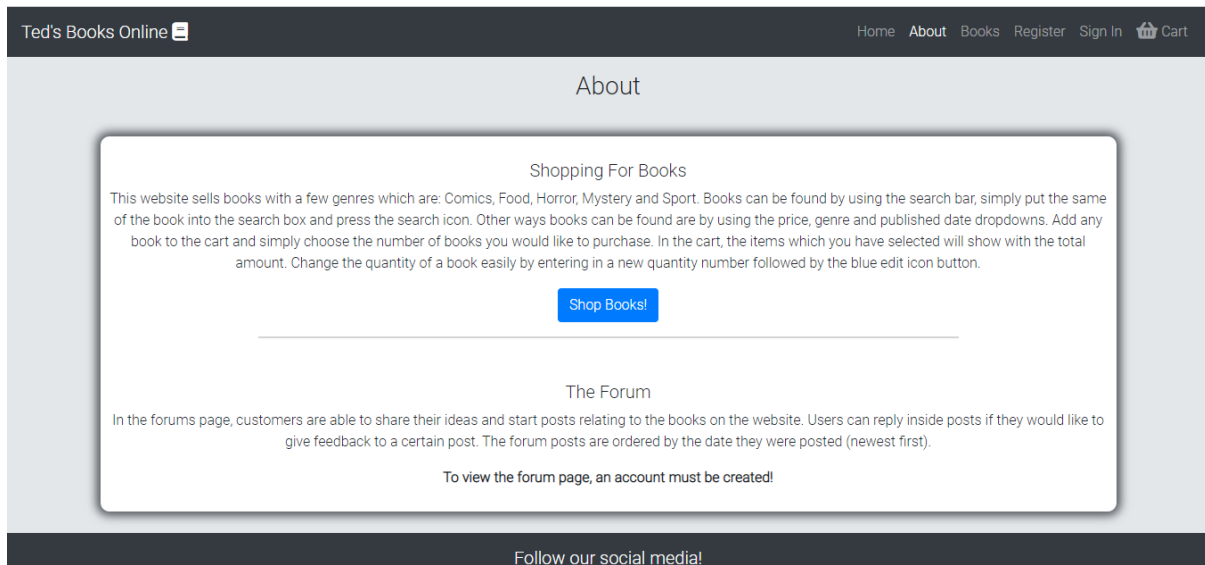 Ted's Books Online
Home About Books Register Sign In Cart
About
Shopping For Books
This website sells books with a few genres which are: Comics, Food, Horror, Mystery and Sport. Books can be found by using the search bar, simply put the same
of the book into the search box and press the search icon. Other ways books can be found are by using the price, genre and published date dropdowns. Add any
book to the cart and simply choose the number of books you would like to purchase. In the cart, the items which you have selected will show with the total
amount. Change the quantity of a book easily by entering in a new quantity number followed by the blue edit icon button.
Shop Books!
The Forum
In the forums page, customers are able to share their ideas and start posts relating to the books on the website. Users can reply inside posts if they would like to
give feedback to a certain post. The forum posts are ordered by the date they were posted (newest first).
To view the forum page, an account must be created!
Follow our social media!